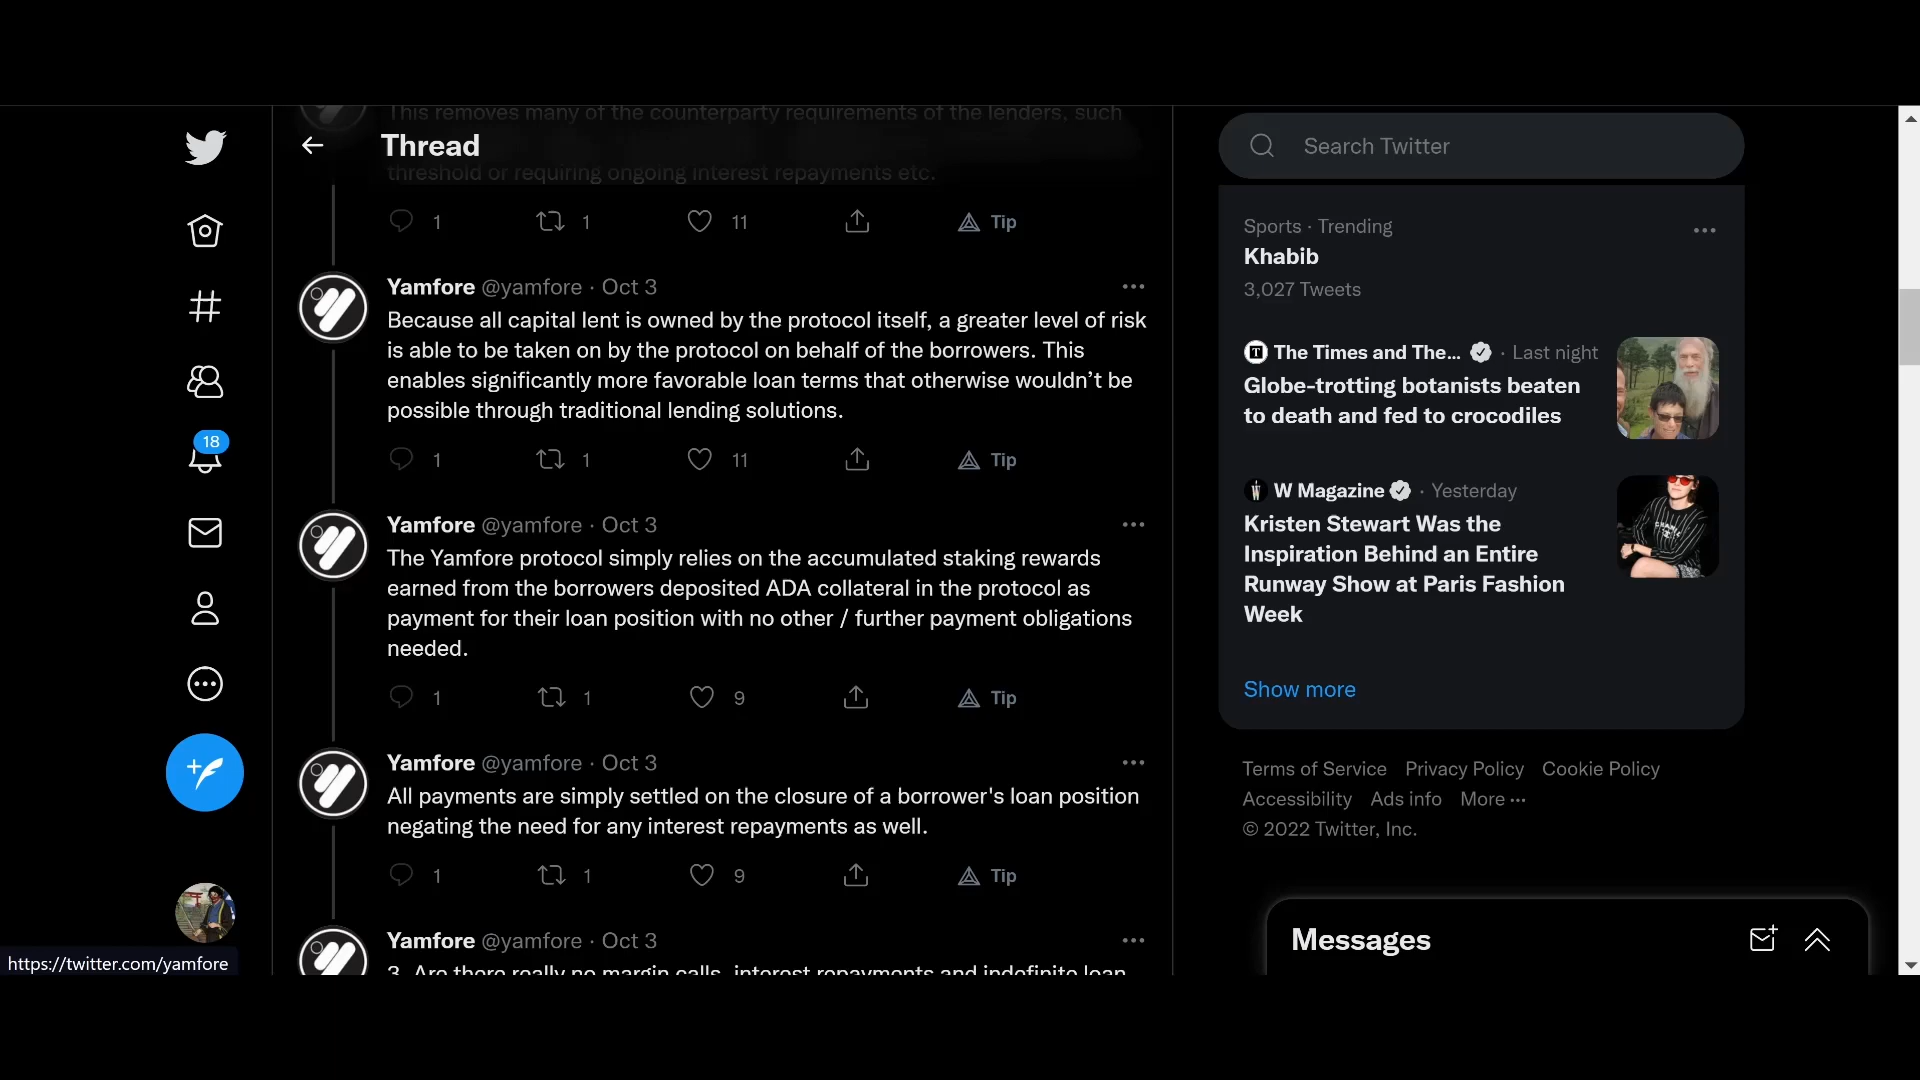 This removes many of the counterparty requirements of the lenders, such
Thread
threshold or requiring ongoing interest repayments etc.
1 1 11 Tip
Yamfore @yamfore · Oct 3
Because all capital lent is owned by the protocol itself, a greater level of risk
is able to be taken on by the protocol on behalf of the borrowers. This
enables significantly more favorable loan terms that otherwise wouldn’t be
possible through traditional lending solutions.
1 1 11 Tip
Yamfore @yamfore · Oct 3
The Yamfore protocol simply relies on the accumulated staking rewards
earned from the borrowers deposited ADA collateral in the protocol as
payment for their loan position with no other / further payment obligations
needed.
1 1 9 Tip
Yamfore @yamfore · Oct 3
All payments are simply settled on the closure of a borrower's loan position
negating the need for any interest repayments as well.
1 1 9 Tip
Yamfore @yamfore · Oct 3
3. Are there really no margin calls, interest repayments and indefinite loan
18
https://twitter.com/yamfore
Search Twitter
Sports · Trending
Khabib
3,027 Tweets
The Times and The... · Last night
Globe-trotting botanists beaten
to death and fed to crocodiles
W Magazine · Yesterday
Kristen Stewart Was the
Inspiration Behind an Entire
Runway Show at Paris Fashion
Week
Show more
Terms of Service Privacy Policy Cookie Policy
Accessibility Ads info More ···
© 2022 Twitter, Inc.
Messages